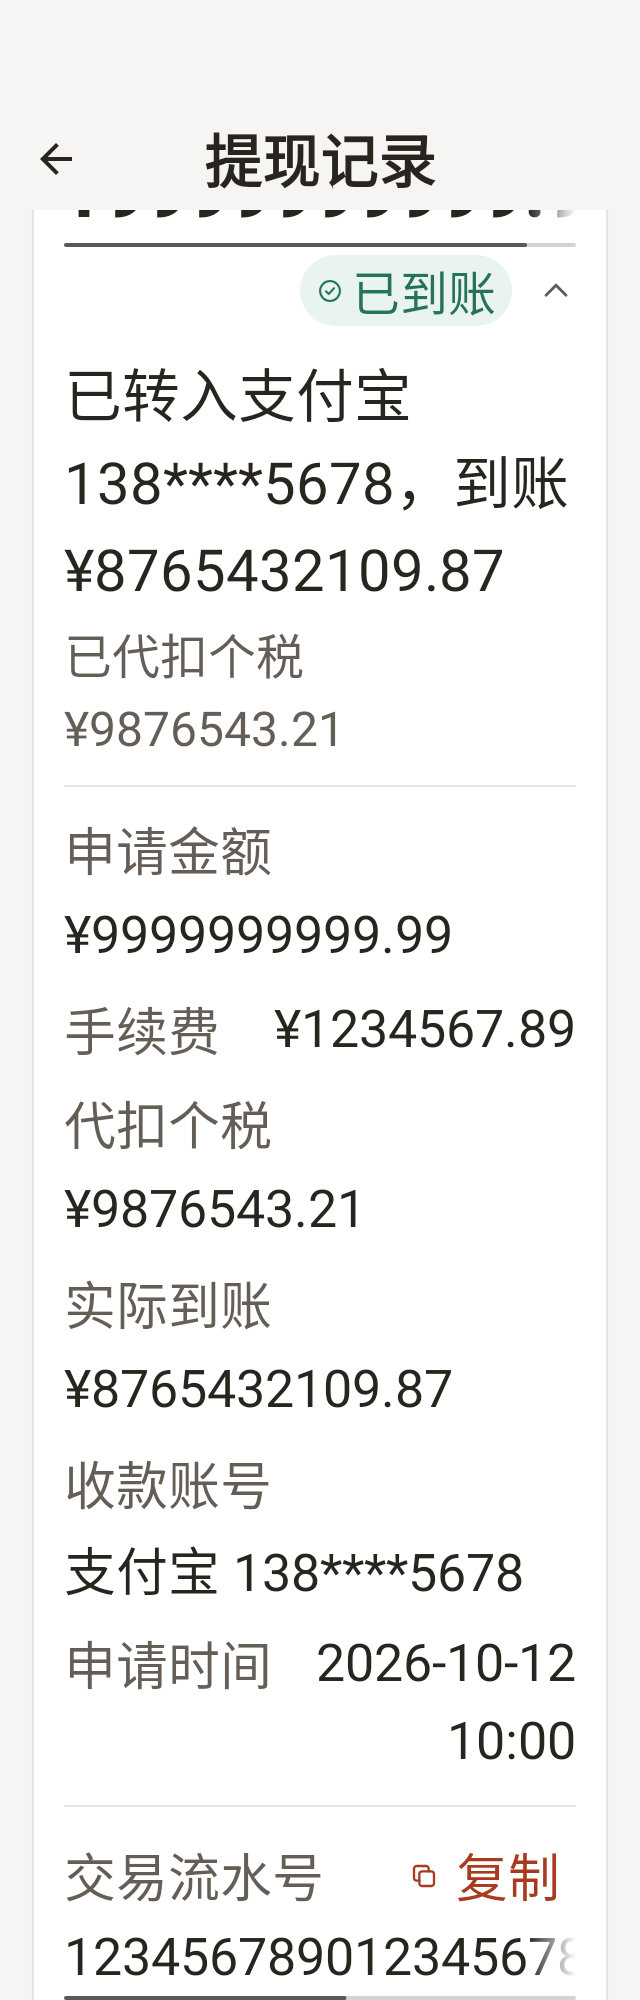 提现记录
已到账
已转入支付宝
138****5678，到账
¥8765432109.87
已代扣个税
¥9876543.21
申请金额
¥9999999999.99
手续费 ¥1234567.89
代扣个税
¥9876543.21
实际到账
¥8765432109.87
收款账号
支付宝 138****5678
申请时间 2026-10-12
10:00
交易流水号 复制
123456789012345678